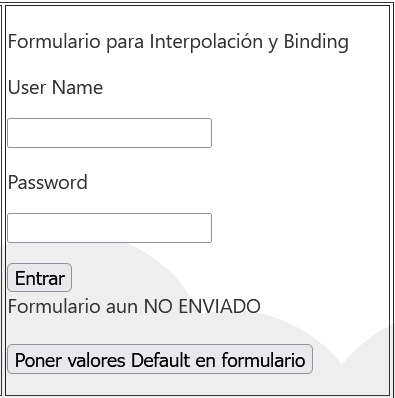 Formulario para Interpolación y Binding
User Name
Password
Entrar
Formulario aun NO ENVIADO
Poner valores Default en formulario